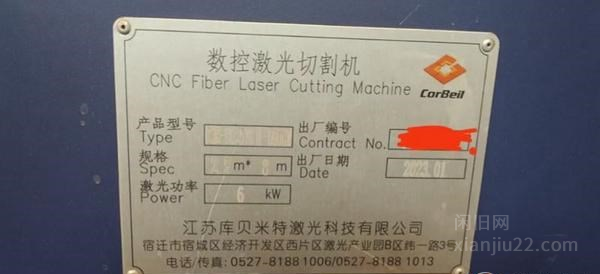 数控激光切割机
CNC Fiber Laser Cutting Machine
CorBeil
产品型号 出厂编号
Type Contract No.
规格 m* 8 m 出厂日期
Spec Date 2023.01
激光功率
Power 6 kW
江苏库贝米特激光科技有限公司
宿迁市宿城区经济开发区西片区激光产业园B区纬一路3号
电话/传真: 0527-8188 1006/0527-8188 1013
闲旧网
xianjiu22.com